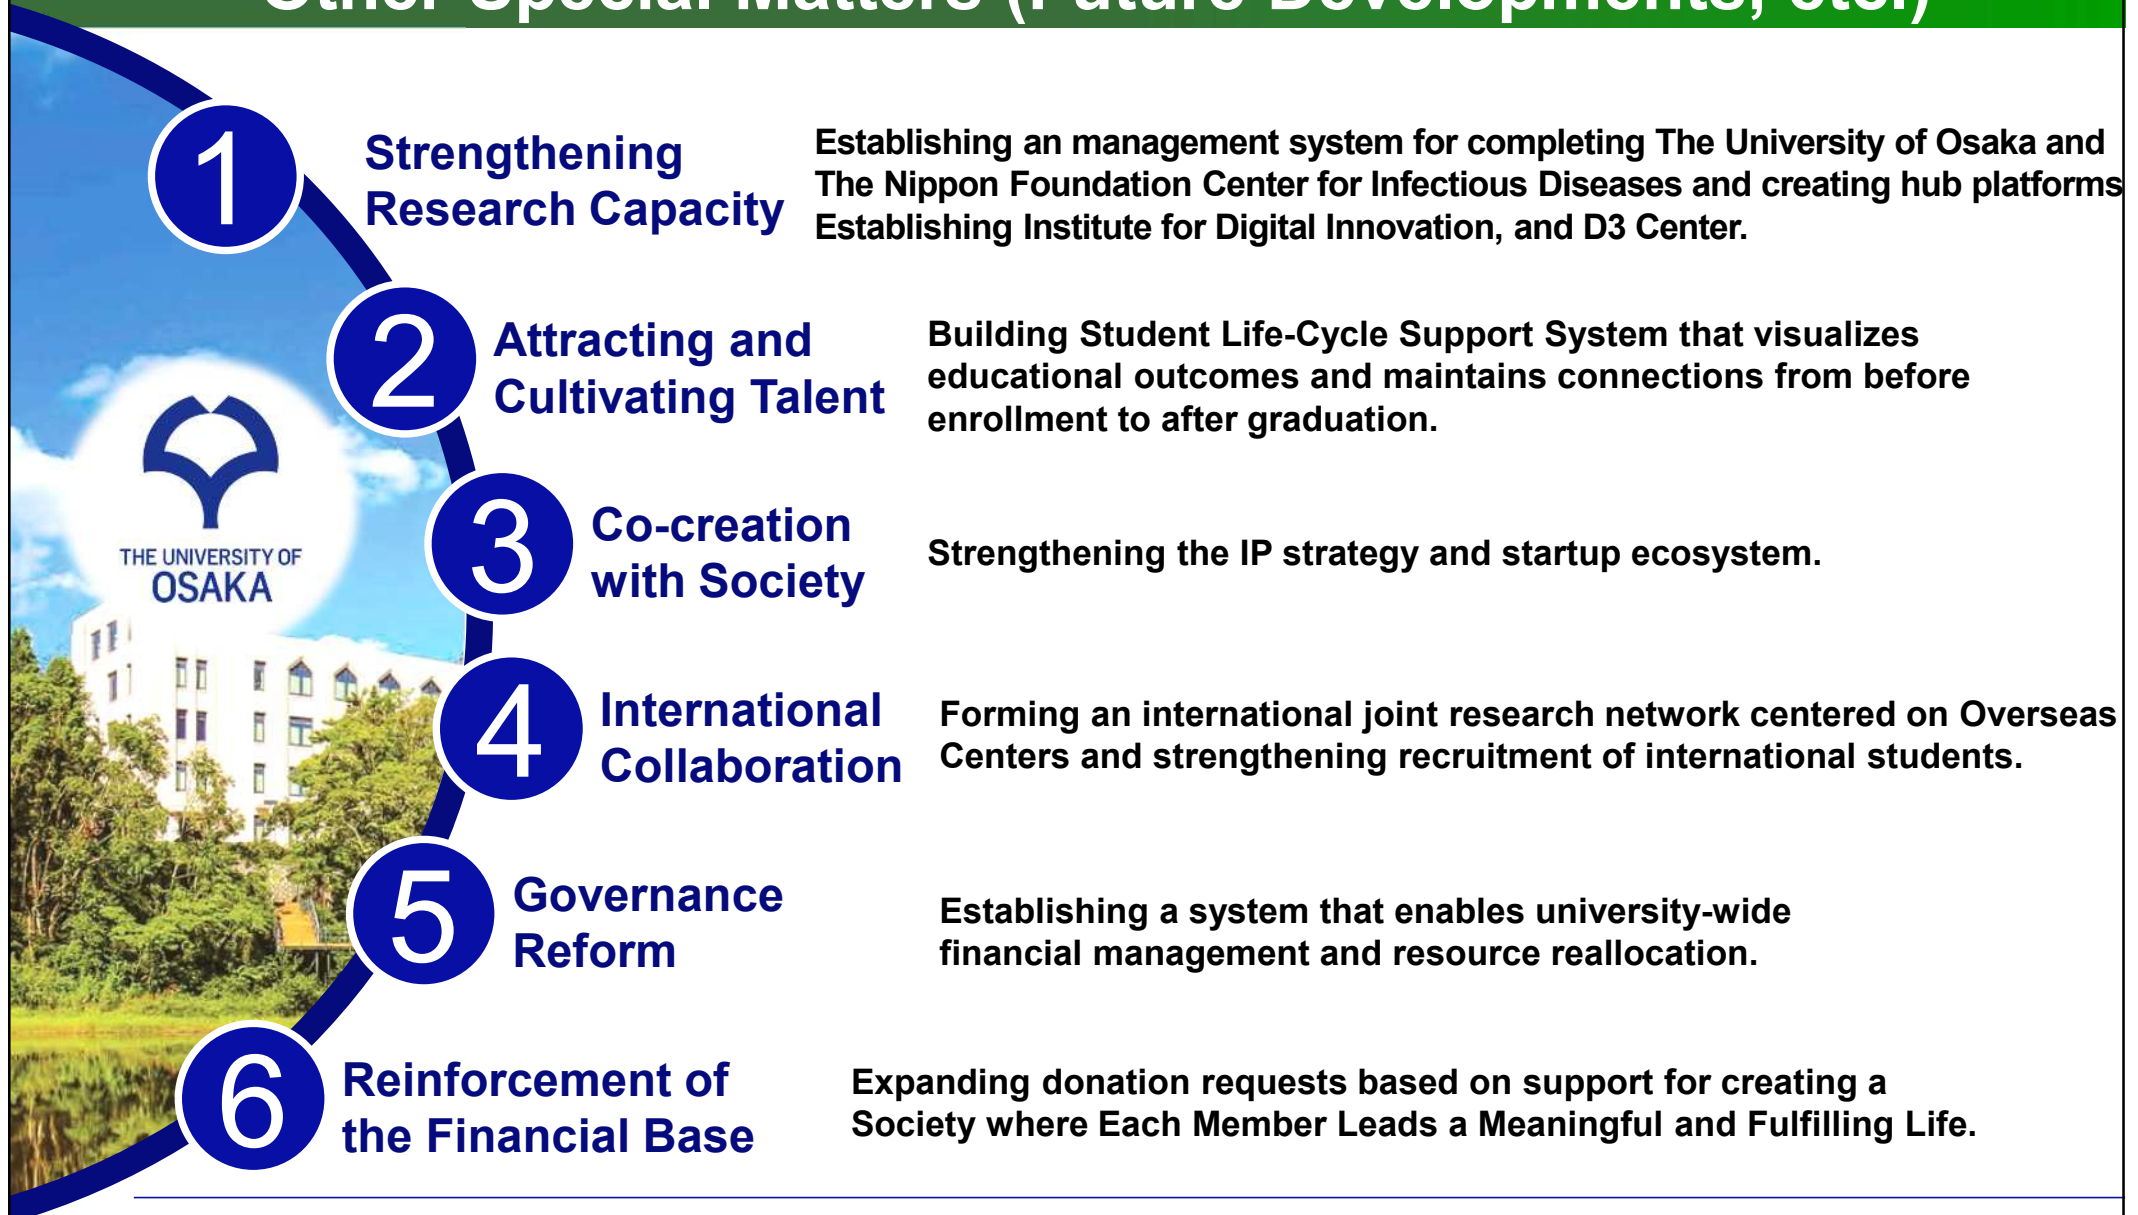 Other Special Matters (Future Developments, etc.)
1
Strengthening
Research Capacity
Establishing an management system for completing The University of Osaka and
The Nippon Foundation Center for Infectious Diseases and creating hub platforms
Establishing Institute for Digital Innovation, and D3 Center.
2
Attracting and
Cultivating Talent
Building Student Life-Cycle Support System that visualizes
educational outcomes and maintains connections from before
enrollment to after graduation.
THE UNIVERSITY OF
OSAKA
3
Co-creation
with Society
Strengthening the IP strategy and startup ecosystem.
4
International
Collaboration
Forming an international joint research network centered on Overseas
Centers and strengthening recruitment of international students.
5
Governance
Reform
Establishing a system that enables university-wide
financial management and resource reallocation.
6
Reinforcement of
the Financial Base
Expanding donation requests based on support for creating a
Society where Each Member Leads a Meaningful and Fulfilling Life.